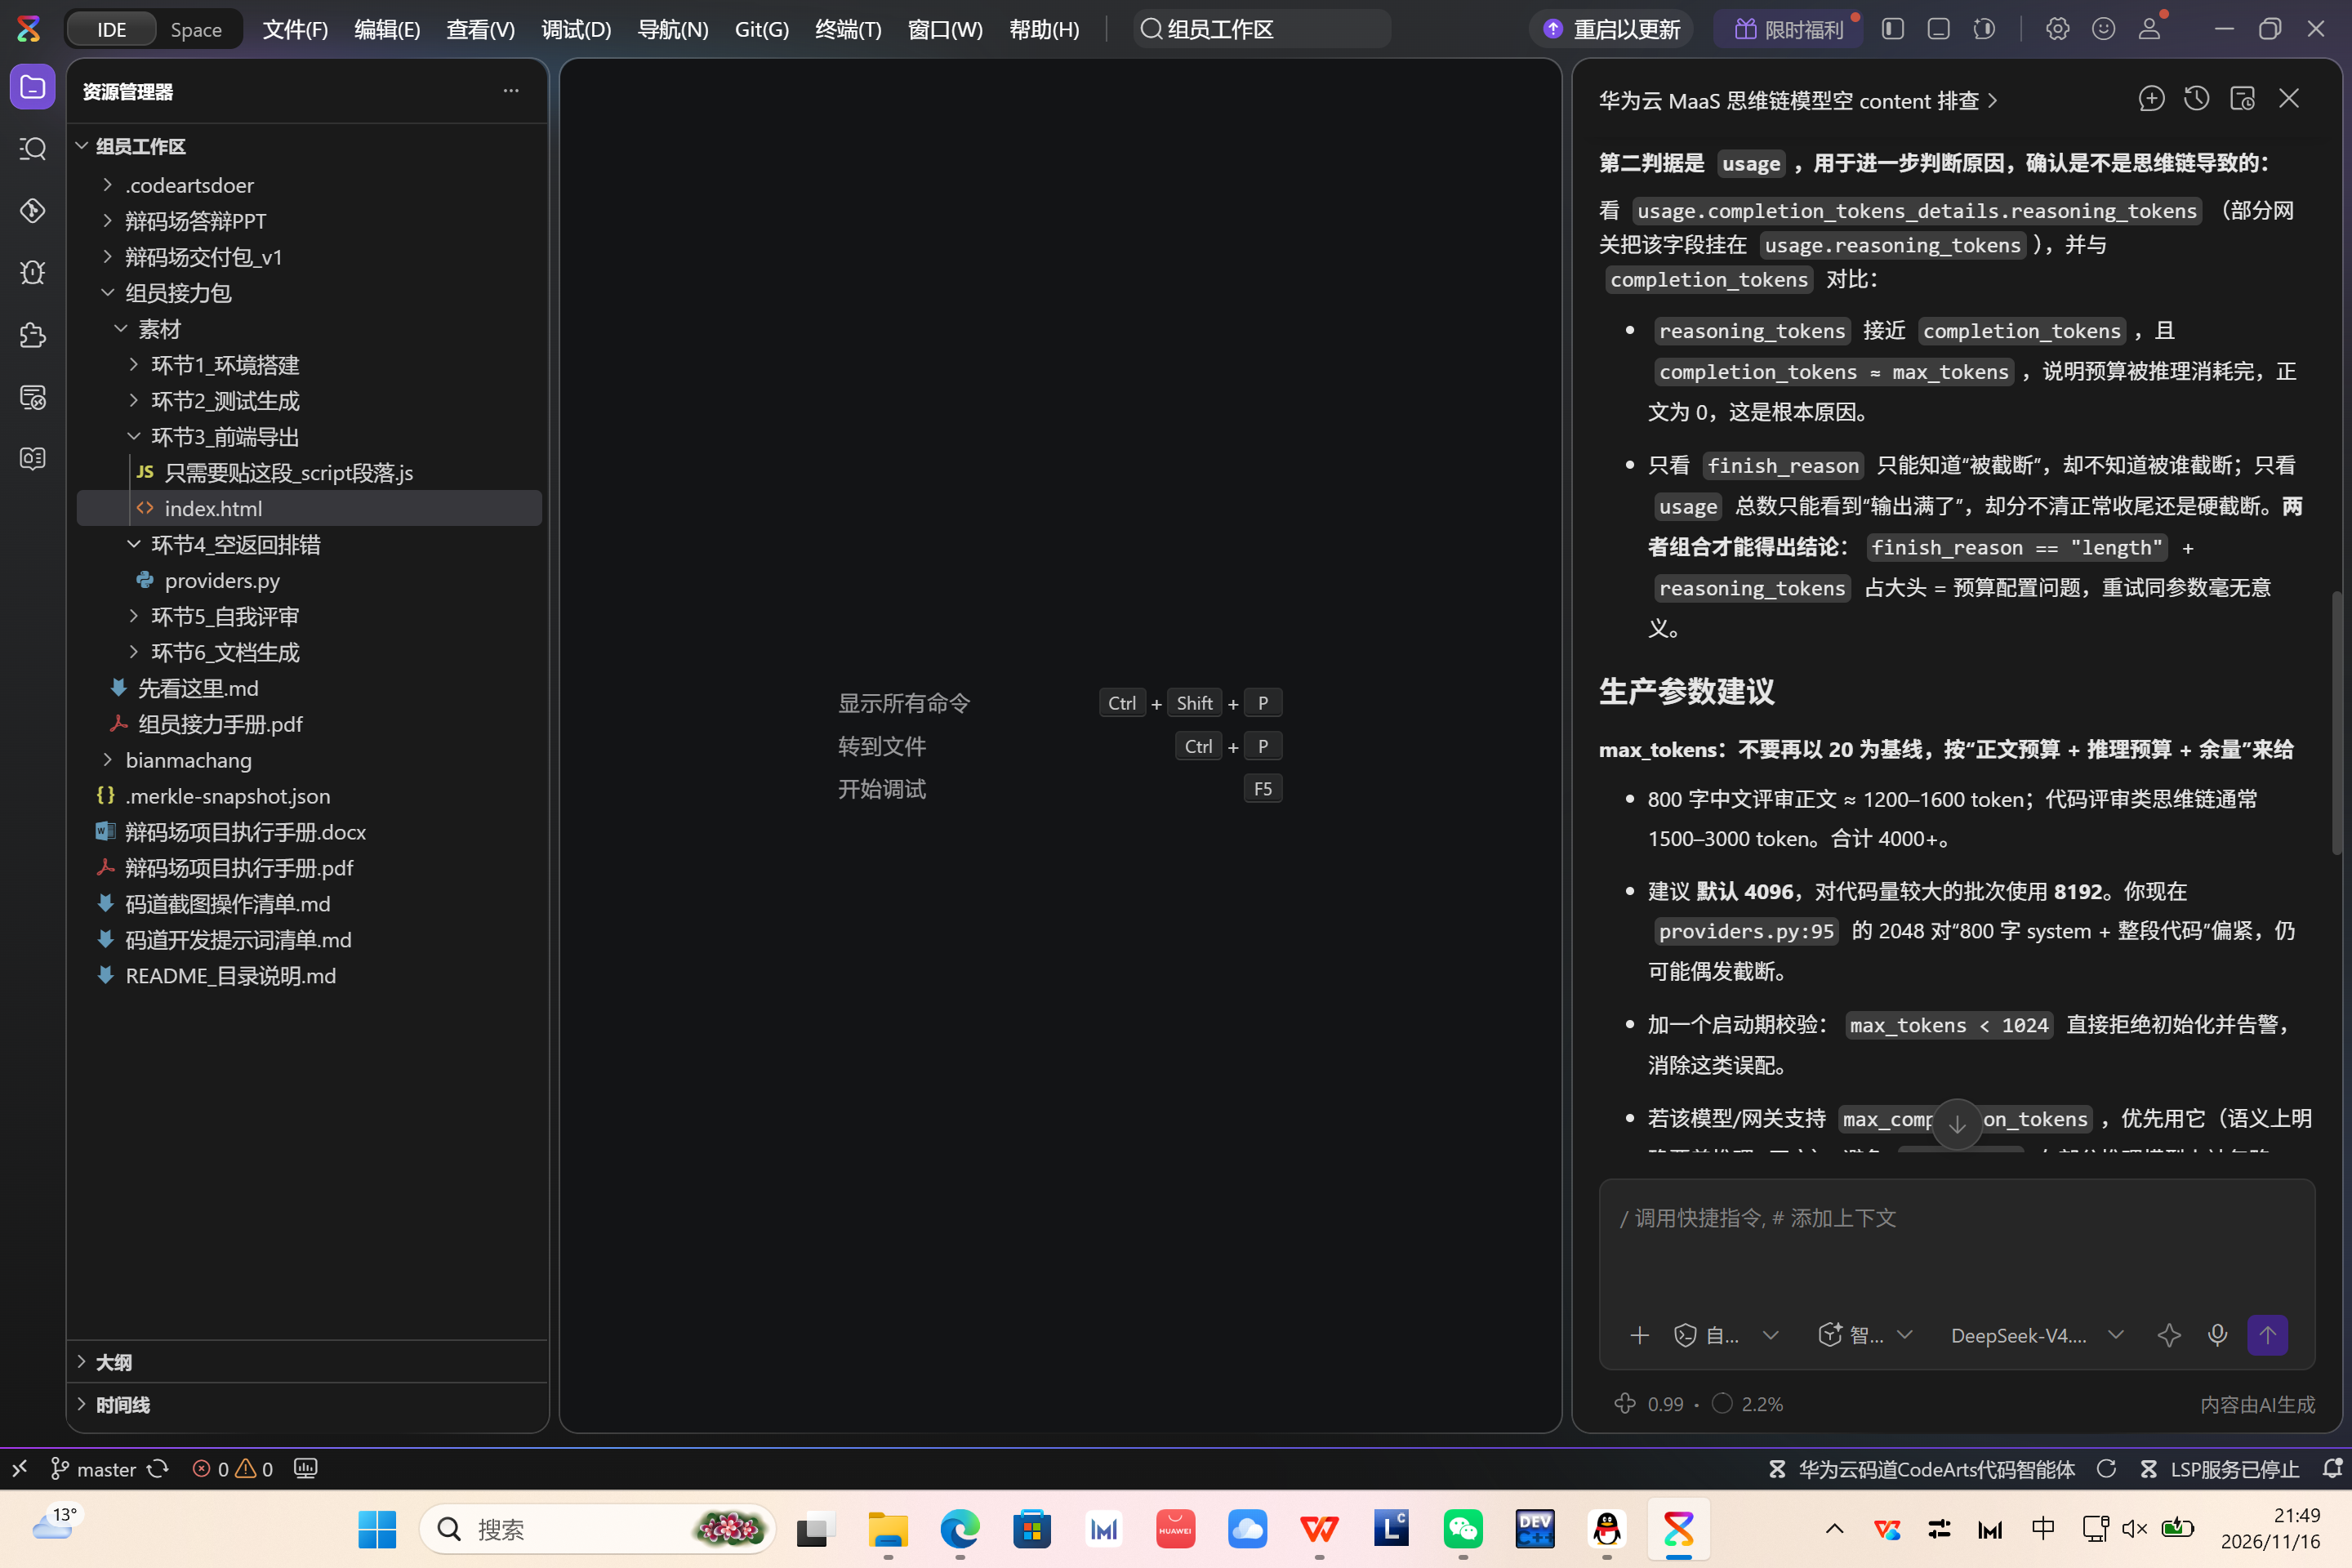 IDE Space 文件(F) 编辑(E) 查看(V) 调试(D) 导航(N) Git(G) 终端(T) 窗口(W) 帮助(H) 组员工作区 重启以更新 限时福利
资源管理器
组员工作区
.codeartsdoer
辩码场答辩PPT
辩码场交付包_v1
组员接力包
素材
环节1_环境搭建
环节2_测试生成
环节3_前端导出
JS 只需要贴这段_script段落.js
index.html
环节4_空返回排错
providers.py
环节5_自我评审
环节6_文档生成
先看这里.md
组员接力手册.pdf
bianmachang
.merkle-snapshot.json
辩码场项目执行手册.docx
辩码场项目执行手册.pdf
码道截图操作清单.md
码道开发提示词清单.md
README_目录说明.md
大纲
时间线
显示所有命令 Ctrl + Shift + P
转到文件 Ctrl + P
开始调试 F5
华为云 MaaS 思维链模型空 content 排查
第二判据是 usage ，用于进一步判断原因，确认是不是思维链导致的：
看 usage.completion_tokens_details.reasoning_tokens （部分网
关把该字段挂在 usage.reasoning_tokens ），并与
completion_tokens 对比：
• reasoning_tokens 接近 completion_tokens ，且
completion_tokens ≈ max_tokens ，说明预算被推理消耗完，正
文为 0，这是根本原因。
• 只看 finish_reason 只能知道“被截断”，却不知道被谁截断；只看
usage 总数只能看到“输出满了”，却分不清正常收尾还是硬截断。两
者组合才能得出结论： finish_reason == "length" +
reasoning_tokens 占大头 = 预算配置问题，重试同参数毫无意
义。
生产参数建议
max_tokens：不要再以 20 为基线，按“正文预算 + 推理预算 + 余量”来给
• 800 字中文评审正文 ≈ 1200–1600 token；代码评审类思维链通常
1500–3000 token。合计 4000+。
• 建议 默认 4096，对代码量较大的批次使用 8192。你现在
providers.py:95 的 2048 对“800 字 system + 整段代码”偏紧，仍
可能偶发截断。
• 加一个启动期校验： max_tokens < 1024 直接拒绝初始化并告警，
消除这类误配。
• 若该模型/网关支持 max_comp on_tokens ，优先用它（语义上明
/ 调用快捷指令, # 添加上下文
自... 智... DeepSeek-V4....
0.99 • 2.2% 内容由AI生成
master 0 0 华为云码道CodeArts代码智能体 LSP服务已停止
13° 搜索 HUAWEI L C DEV C++ 中 21:49
2026/11/16